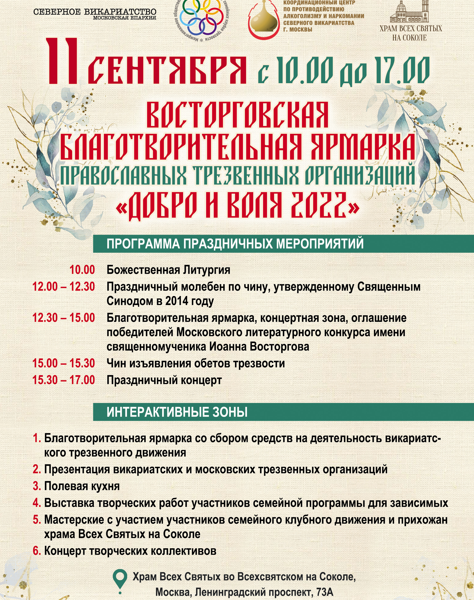 СЕВЕРНОЕ ВИКАРИАТСТВО
МОСКОВСКАЯ ЕПАРХИЯ
КООРДИНАЦИОННЫЙ ЦЕНТР
ПО ПРОТИВОДЕЙСТВИЮ
АЛКОГОЛИЗМУ И НАРКОМАНИИ
СЕВЕРНОГО ВИКАРИАТСТВА
Г. МОСКВЫ
ХРАМ ВСЕХ СВЯТЫХ
НА СОКОЛЕ
11 СЕНТЯБРЯ С 10.00 ДО 17.00
ВОСТОРГОВСКАЯ
БЛАГОТВОРИТЕЛЬНАЯ ЯРМАРКА
ПРАВОСЛАВНЫХ ТРЕЗВЕННЫХ ОРГАНИЗАЦИЙ
«ДОБРО И ВОЛЯ 2022»
ПРОГРАММА ПРАЗДНИЧНЫХ МЕРОПРИЯТИЙ
10.00 Божественная Литургия
12.00 – 12.30 Праздничный молебен по чину, утвержденному Священным
Синодом в 2014 году
12.30 – 15.00 Благотворительная ярмарка, концертная зона, оглашение
победителей Московского литературного конкурса имени
священномученика Иоанна Восторгова
15.00 – 15.30 Чин изъявления обетов трезвости
15.30 – 17.00 Праздничный концерт
ИНТЕРАКТИВНЫЕ ЗОНЫ
1. Благотворительная ярмарка со сбором средств на деятельность викариатс-
кого трезвенного движения
2. Презентация викариатских и московских трезвенных организаций
3. Полевая кухня
4. Выставка творческих работ участников семейной программы для зависимых
5. Мастерские с участием участников семейного клубного движения и прихожан
храма Всех Святых на Соколе
6. Концерт творческих коллективов
Храм Всех Святых во Всехсвятском на Соколе,
Москва, Ленинградский проспект, 73А